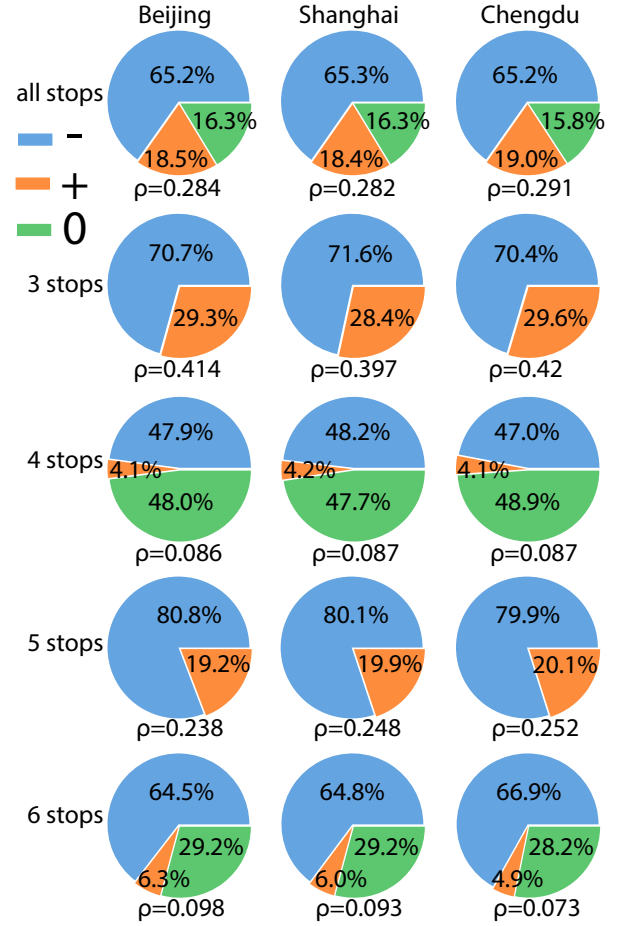 Beijing Shanghai Chengdu
all stops
-
+
0
65.2% 65.3% 65.2%
16.3% 16.3% 15.8%
18.5% 18.4% 19.0%
ρ=0.284 ρ=0.282 ρ=0.291
3 stops
70.7% 71.6% 70.4%
29.3% 28.4% 29.6%
ρ=0.414 ρ=0.397 ρ=0.42
4 stops
47.9% 48.2% 47.0%
4.1% 4.2% 4.1%
48.0% 47.7% 48.9%
ρ=0.086 ρ=0.087 ρ=0.087
5 stops
80.8% 80.1% 79.9%
19.2% 19.9% 20.1%
ρ=0.238 ρ=0.248 ρ=0.252
6 stops
64.5% 64.8% 66.9%
29.2% 29.2% 28.2%
6.3% 6.0% 4.9%
ρ=0.098 ρ=0.093 ρ=0.073